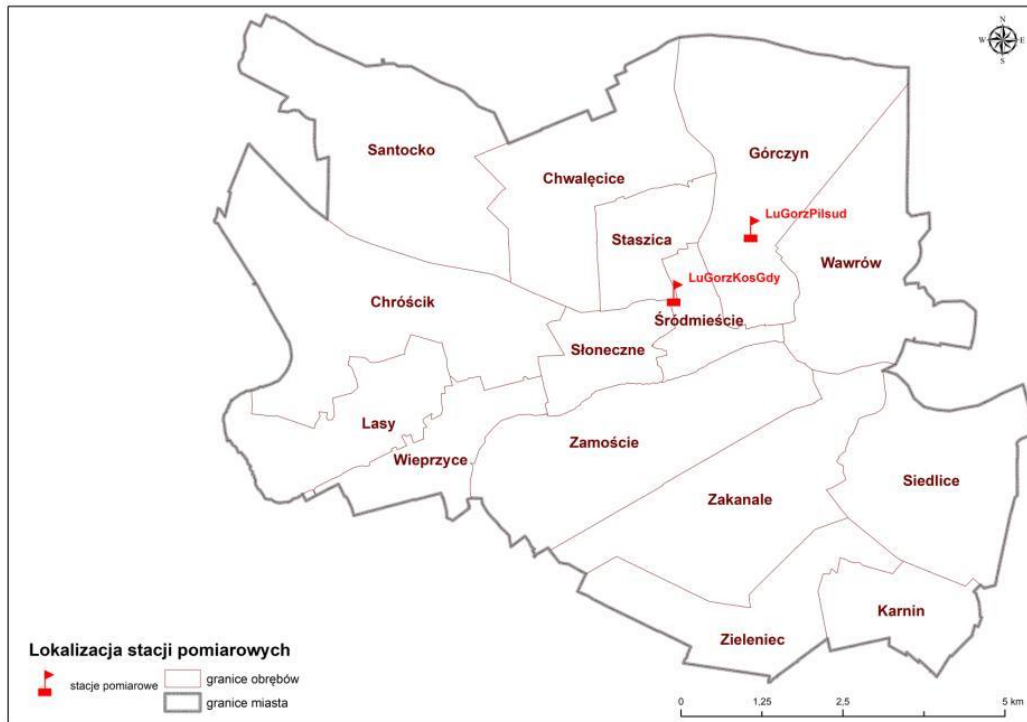 N
W E
S
Santocko
Górczyn
Chwalęcice
LuGorzPilsud
Staszica
Wawrów
LuGorzKosGdy
Chróścik
Śródmieście
Słoneczne
Lasy
Zamoście
Wieprzyce
Siedlice
Zakanale
Karnin
Zieleniec
Lokalizacja stacji pomiarowych
stacje pomiarowe
granice obrębów
granice miasta
0 1,25 2,5 5 km